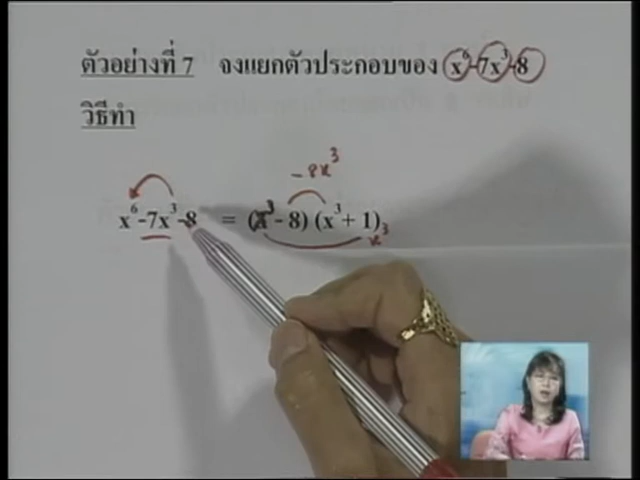 ตัวอย่างที่ 7 จงแยกตัวประกอบของ x⁶-7x³-8
วิธีทำ
-8x³
x⁶-7x³-8 = (x³-8)(x³+1)
x³